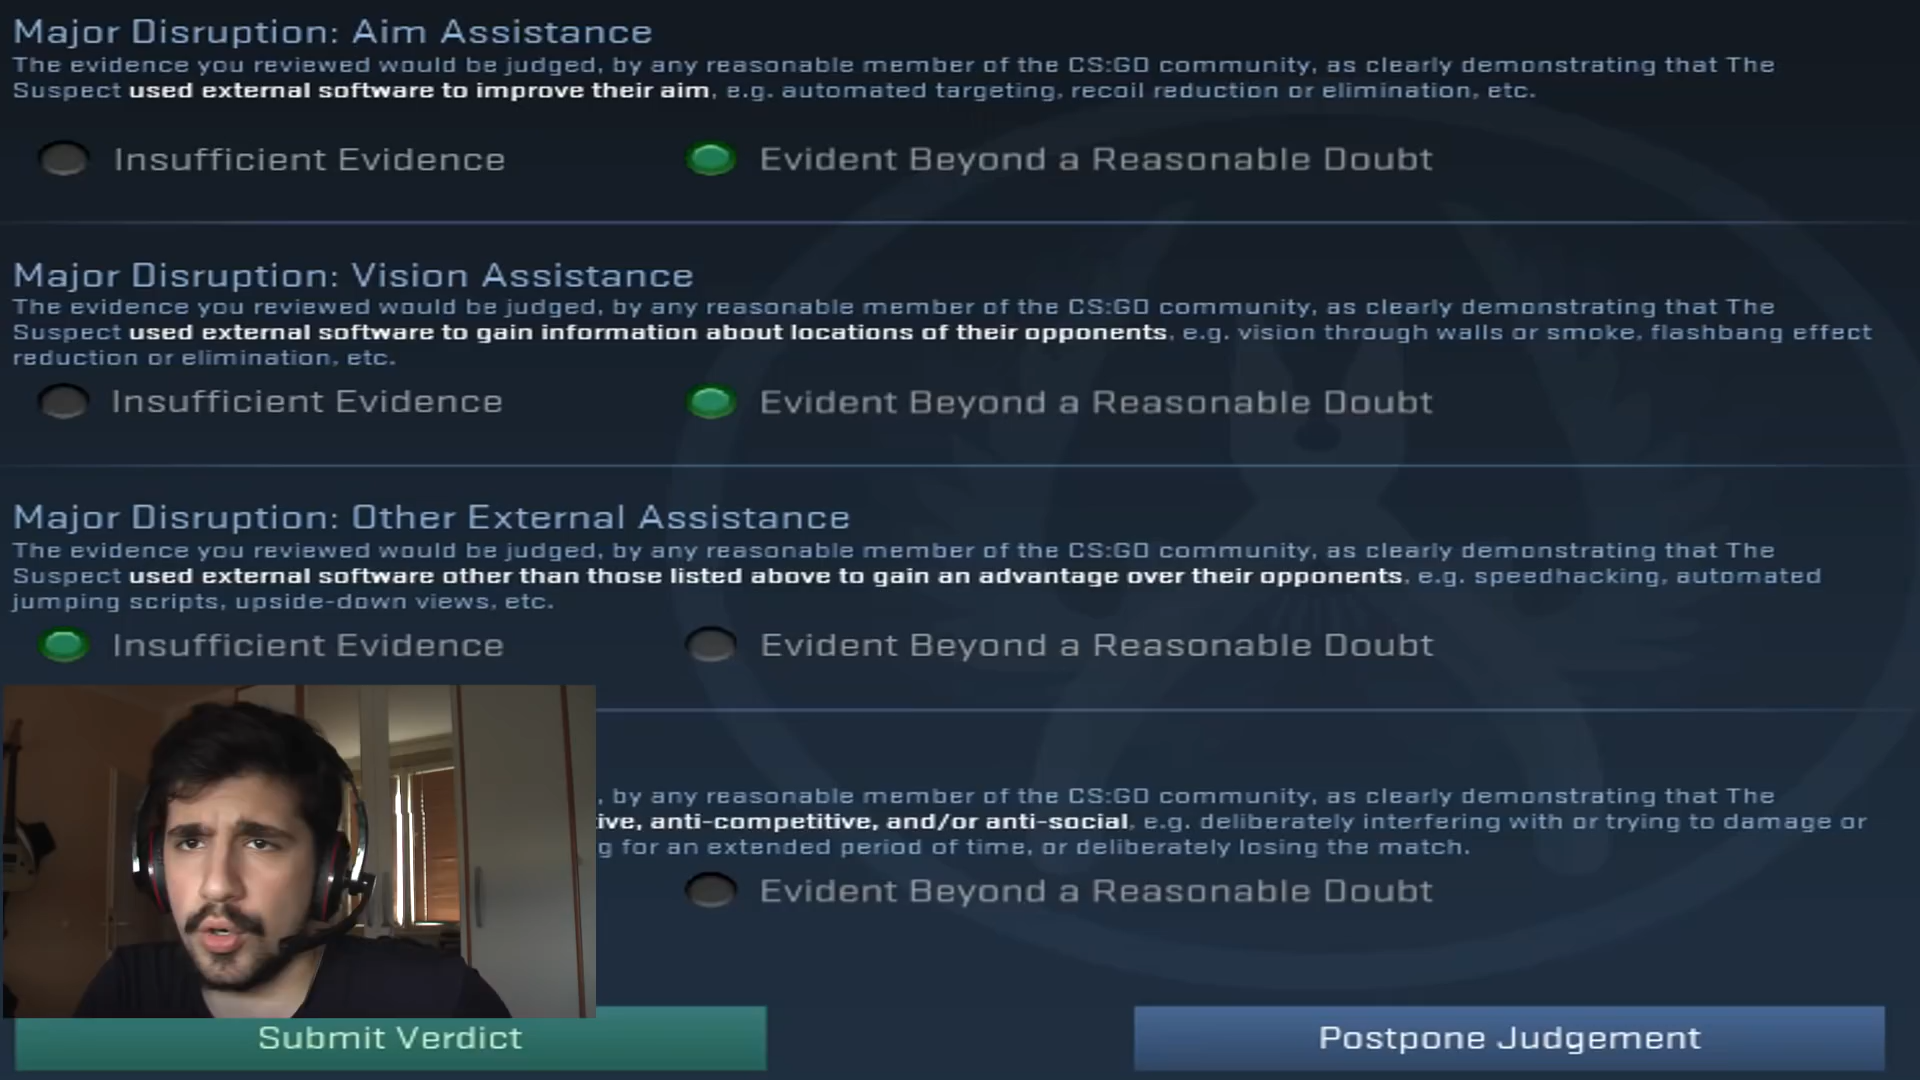 Major Disruption: Aim Assistance
The evidence you reviewed would be judged, by any reasonable member of the CS:GO community, as clearly demonstrating that The
Suspect used external software to improve their aim, e.g. automated targeting, recoil reduction or elimination, etc.
Insufficient Evidence Evident Beyond a Reasonable Doubt
Major Disruption: Vision Assistance
The evidence you reviewed would be judged, by any reasonable member of the CS:GO community, as clearly demonstrating that The
Suspect used external software to gain information about locations of their opponents, e.g. vision through walls or smoke, flashbang effect
reduction or elimination, etc.
Insufficient Evidence Evident Beyond a Reasonable Doubt
Major Disruption: Other External Assistance
The evidence you reviewed would be judged, by any reasonable member of the CS:GO community, as clearly demonstrating that The
Suspect used external software other than those listed above to gain an advantage over their opponents, e.g. speedhacking, automated
jumping scripts, upside-down views, etc.
Insufficient Evidence Evident Beyond a Reasonable Doubt
, by any reasonable member of the CS:GO community, as clearly demonstrating that The
ive, anti-competitive, and/or anti-social, e.g. deliberately interfering with or trying to damage or
g for an extended period of time, or deliberately losing the match.
Evident Beyond a Reasonable Doubt
Submit Verdict Postpone Judgement